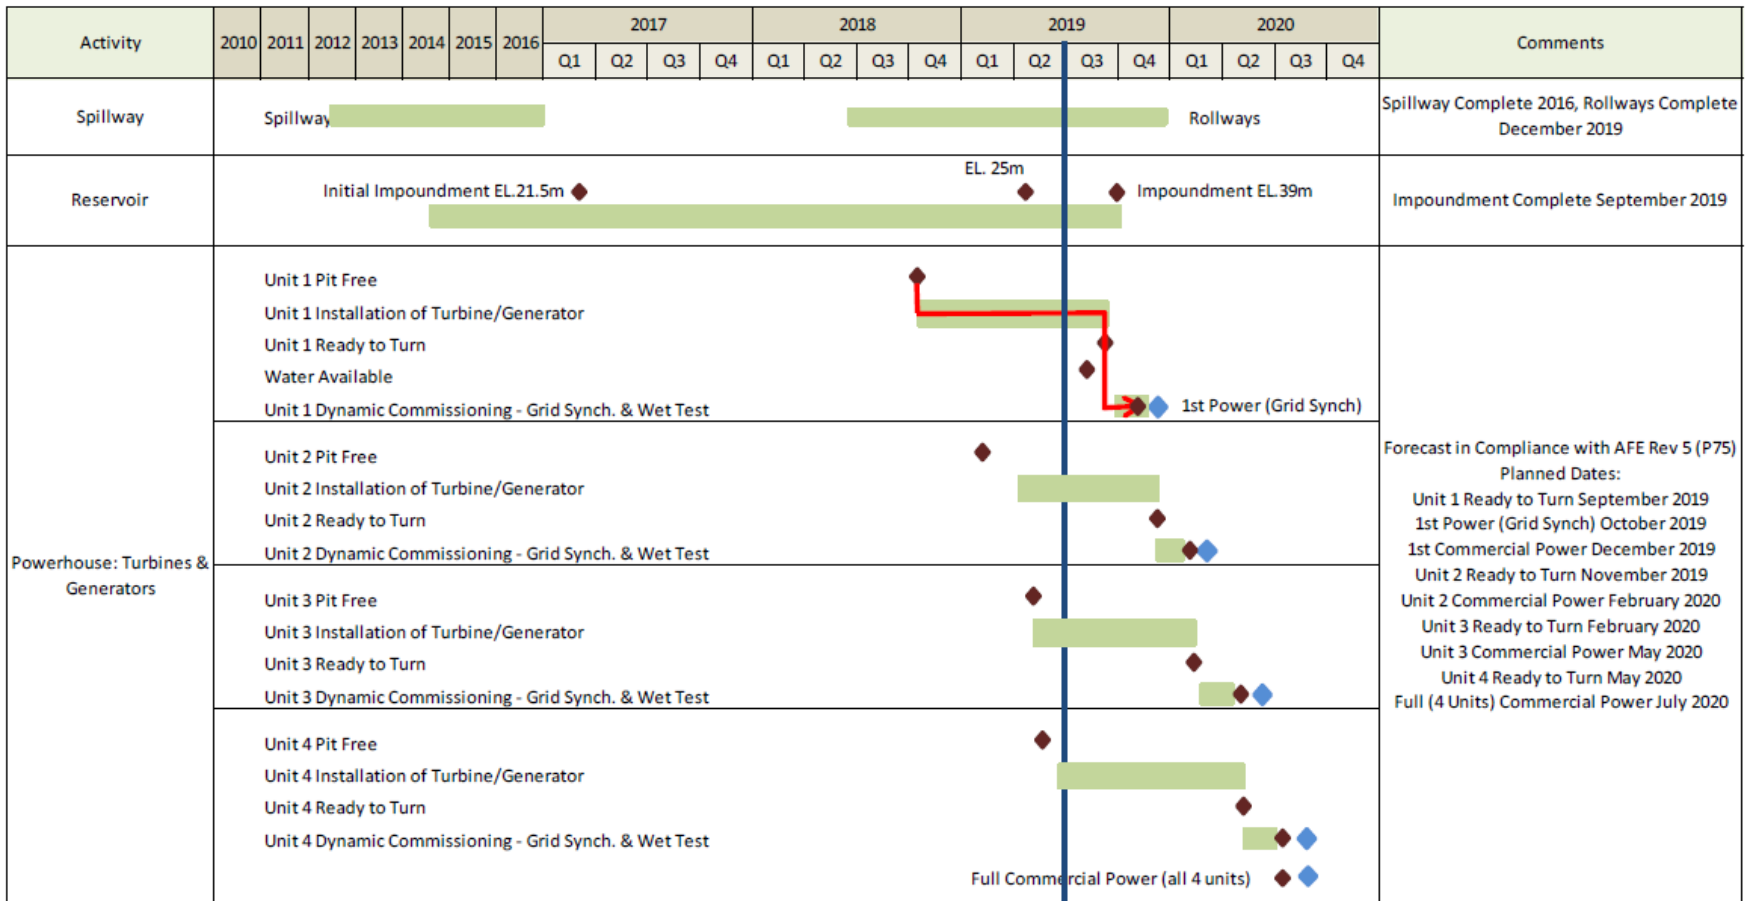 Activity
2010 2011 2012 2013 2014 2015 2016
2017 2018 2019 2020
Q1 Q2 Q3 Q4 Q1 Q2 Q3 Q4 Q1 Q2 Q3 Q4 Q1 Q2 Q3 Q4
Comments
Spillway
Spillway
Rollways
Spillway Complete 2016, Rollways Complete
December 2019
Reservoir
EL. 25m
Initial Impoundment EL.21.5m
Impoundment EL.39m
Impoundment Complete September 2019
Powerhouse: Turbines &
Generators
Unit 1 Pit Free
Unit 1 Installation of Turbine/Generator
Unit 1 Ready to Turn
Water Available
Unit 1 Dynamic Commissioning - Grid Synch. & Wet Test
1st Power (Grid Synch)
Unit 2 Pit Free
Unit 2 Installation of Turbine/Generator
Unit 2 Ready to Turn
Unit 2 Dynamic Commissioning - Grid Synch. & Wet Test
Unit 3 Pit Free
Unit 3 Installation of Turbine/Generator
Unit 3 Ready to Turn
Unit 3 Dynamic Commissioning - Grid Synch. & Wet Test
Unit 4 Pit Free
Unit 4 Installation of Turbine/Generator
Unit 4 Ready to Turn
Unit 4 Dynamic Commissioning - Grid Synch. & Wet Test
Full Commercial Power (all 4 units)
Forecast in Compliance with AFE Rev 5 (P75)
Planned Dates:
Unit 1 Ready to Turn September 2019
1st Power (Grid Synch) October 2019
1st Commercial Power December 2019
Unit 2 Ready to Turn November 2019
Unit 2 Commercial Power February 2020
Unit 3 Ready to Turn February 2020
Unit 3 Commercial Power May 2020
Unit 4 Ready to Turn May 2020
Full (4 Units) Commercial Power July 2020